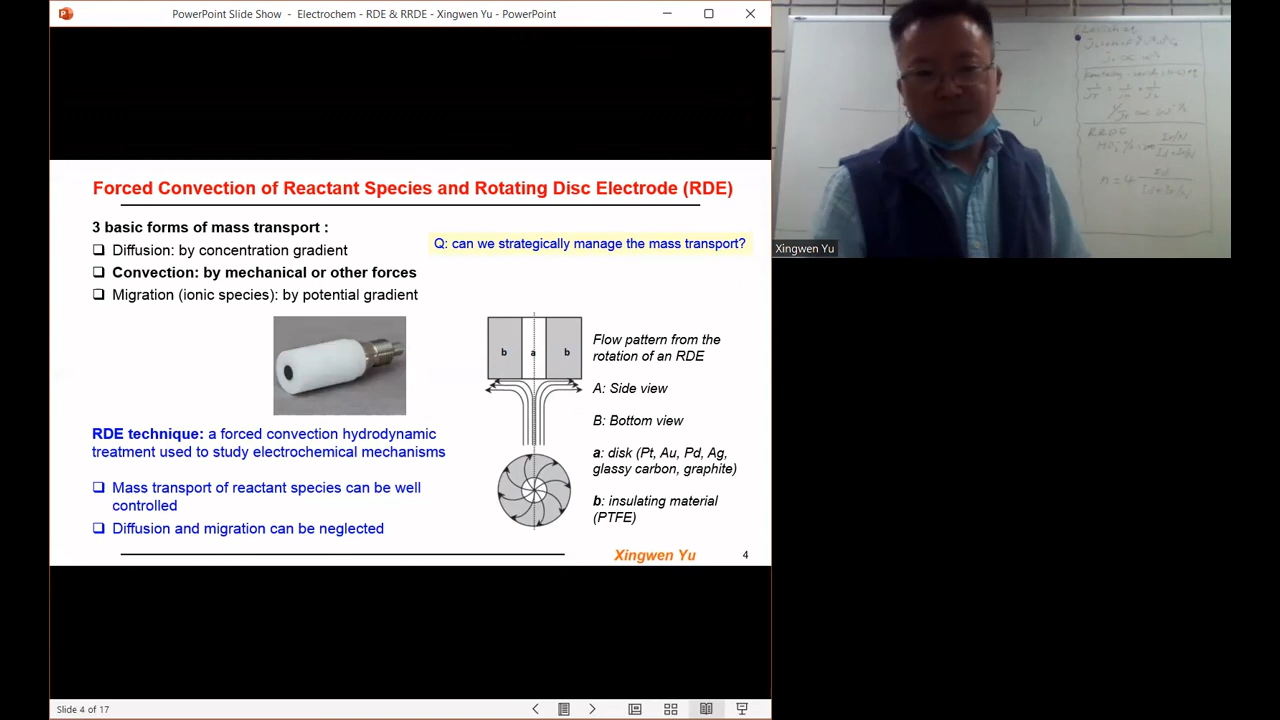 PowerPoint Slide Show - Electrochem - RDE & RRDE - Xingwen Yu - PowerPoint
Forced Convection of Reactant Species and Rotating Disc Electrode (RDE)
3 basic forms of mass transport :
Diffusion: by concentration gradient
Convection: by mechanical or other forces
Migration (ionic species): by potential gradient
Q: can we strategically manage the mass transport?
b a b
Flow pattern from the
rotation of an RDE
A: Side view
B: Bottom view
a: disk (Pt, Au, Pd, Ag,
glassy carbon, graphite)
b: insulating material
(PTFE)
RDE technique: a forced convection hydrodynamic
treatment used to study electrochemical mechanisms
Mass transport of reactant species can be well
controlled
Diffusion and migration can be neglected
Xingwen Yu 4
Slide 4 of 17
Xingwen Yu
RRDE